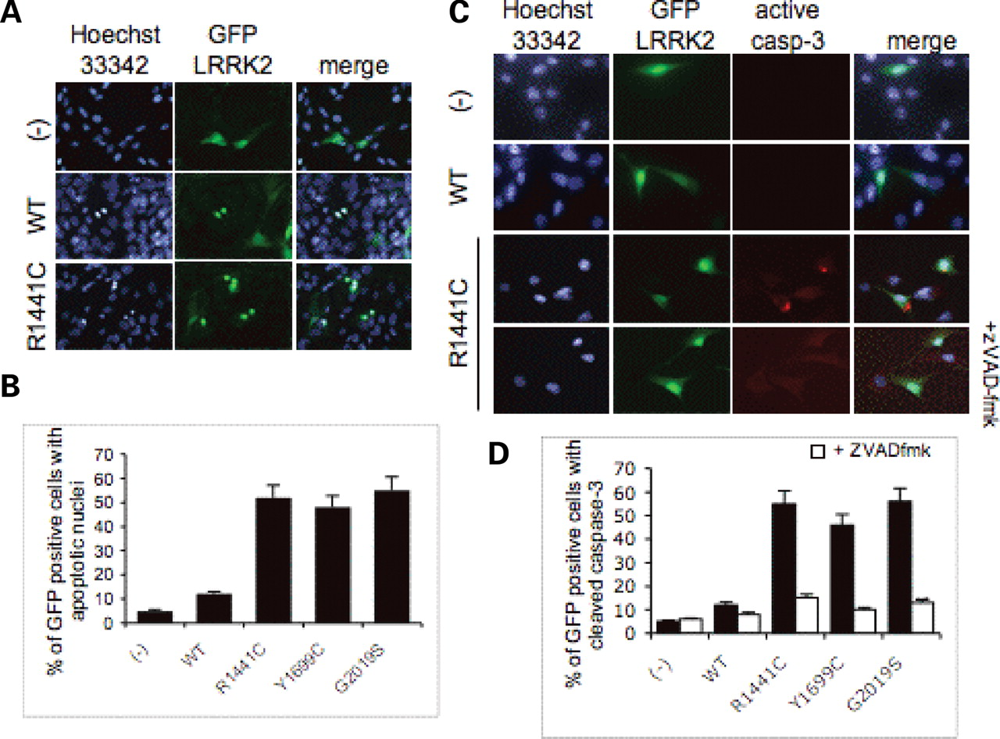 A
Hoechst
33342
GFP
LRRK2
merge
(-)
WT
R1441C
B
% of GFP positive cells with
apoptotic nuclei
70
60
50
40
30
20
10
0
(-)
WT
R1441C
Y1699C
G2019S
C
Hoechst
33342
GFP
LRRK2
active
casp-3
merge
(-)
WT
R1441C
+zVAD-fmk
D
+ ZVADfmk
% of GFP positive cells with
cleaved caspase-3
70
60
50
40
30
20
10
0
(-)
WT
R1441C
Y1699C
G2019S